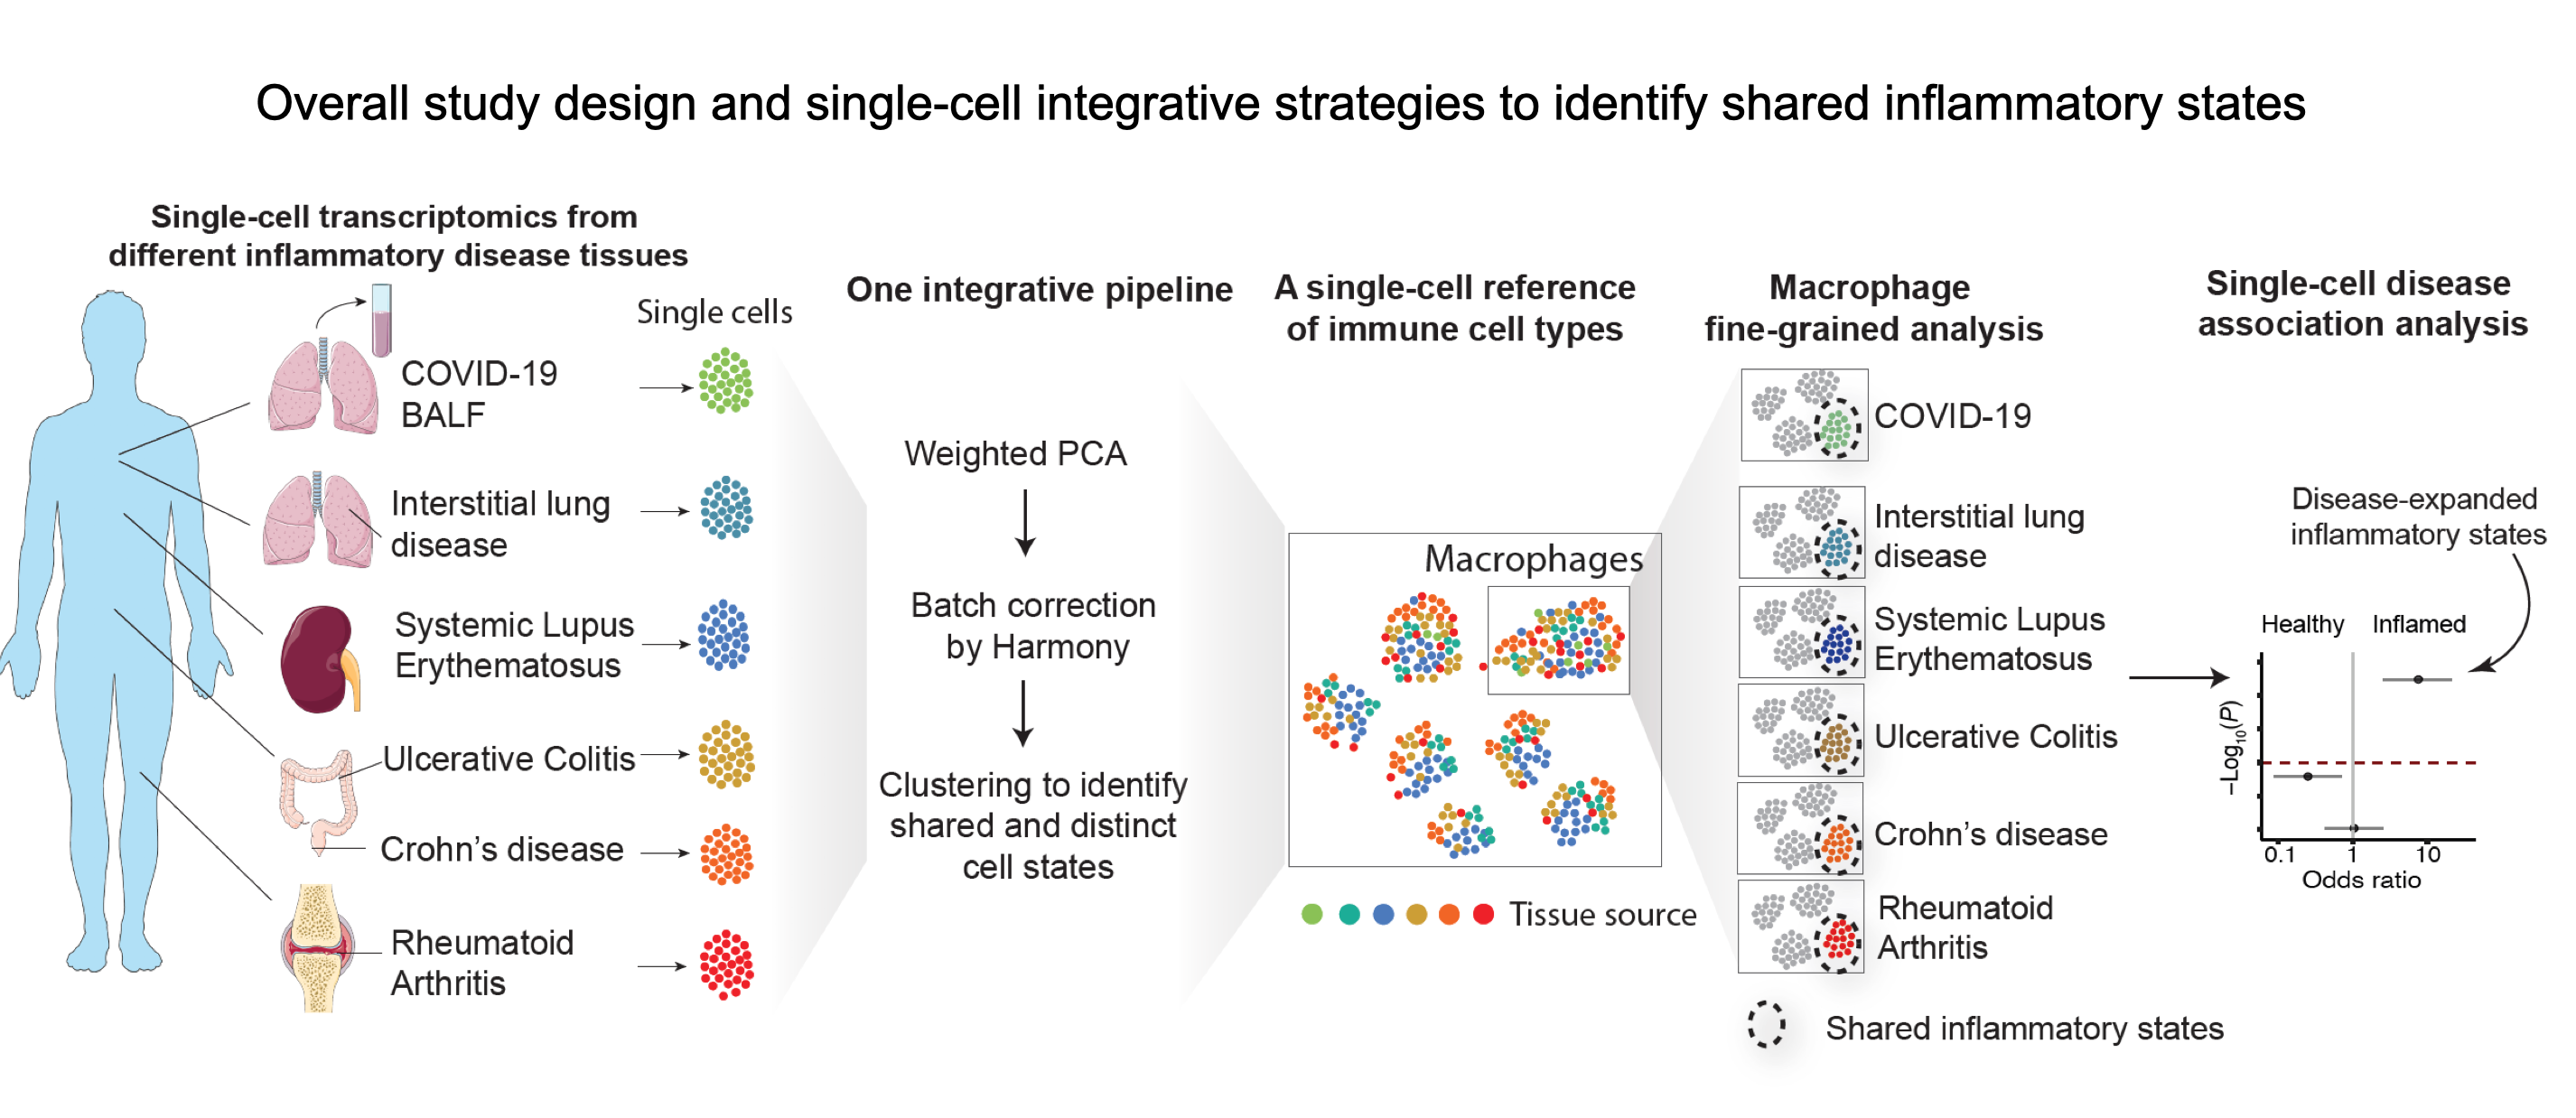 Overall study design and single-cell integrative strategies to identify shared inflammatory states
Single-cell transcriptomics from
different inflammatory disease tissues
Single cells
COVID-19
BALF
Interstitial lung
disease
Systemic Lupus
Erythematosus
Ulcerative Colitis
Crohn's disease
Rheumatoid
Arthritis
One integrative pipeline
Weighted PCA
Batch correction
by Harmony
Clustering to identify
shared and distinct
cell states
A single-cell reference
of immune cell types
Macrophages
Tissue source
Macrophage
fine-grained analysis
COVID-19
Interstitial lung
disease
Systemic Lupus
Erythematosus
Ulcerative Colitis
Crohn's disease
Rheumatoid
Arthritis
Shared inflammatory states
Single-cell disease
association analysis
Disease-expanded
inflammatory states
Healthy
Inflamed
−Log10(P)
0.1 1 10
Odds ratio